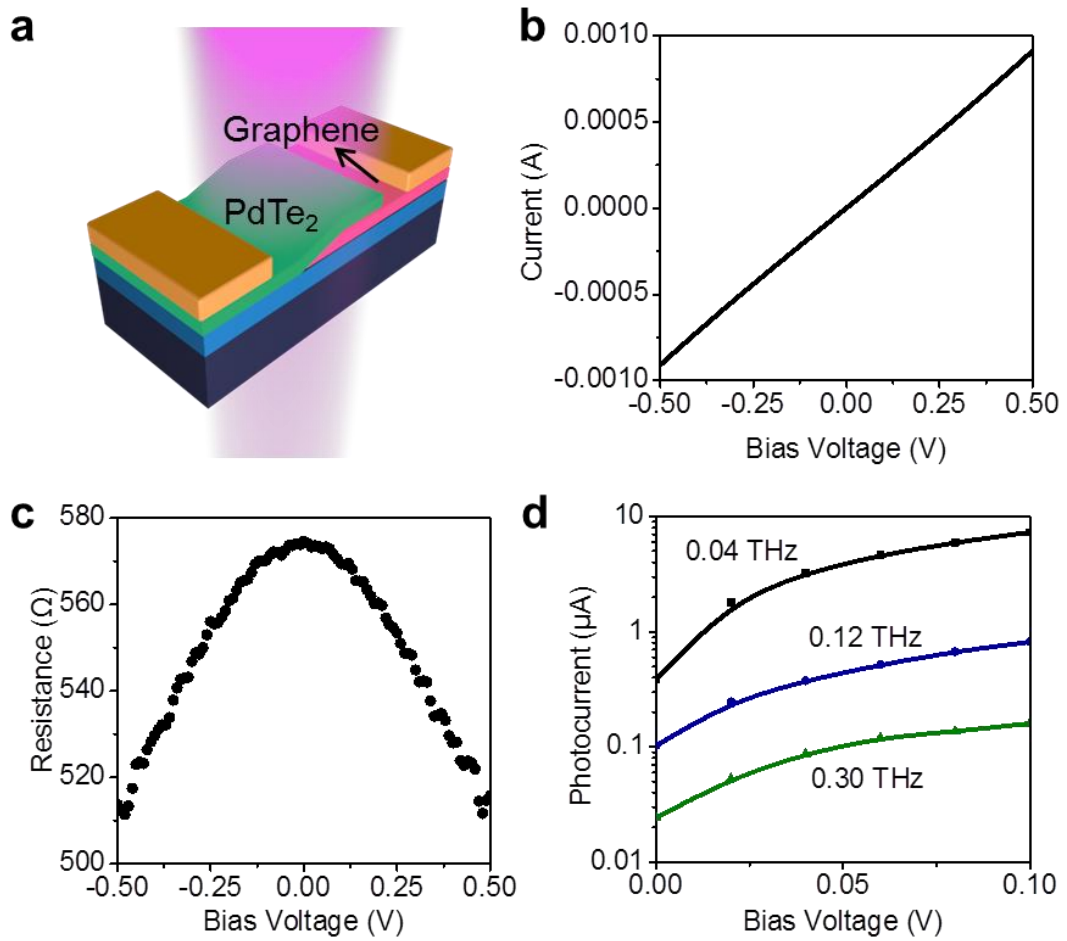 a
Graphene
PdTe₂
b
0.0010
0.0005
0.0000
-0.0005
-0.0010
Current (A)
-0.50 -0.25 0.00 0.25 0.50
Bias Voltage (V)
c
580
560
540
520
500
Resistance (Ω)
-0.50 -0.25 0.00 0.25 0.50
Bias Voltage (V)
d
10
1
0.1
0.01
Photocurrent (µA)
0.04 THz
0.12 THz
0.30 THz
0.00 0.05 0.10
Bias Voltage (V)